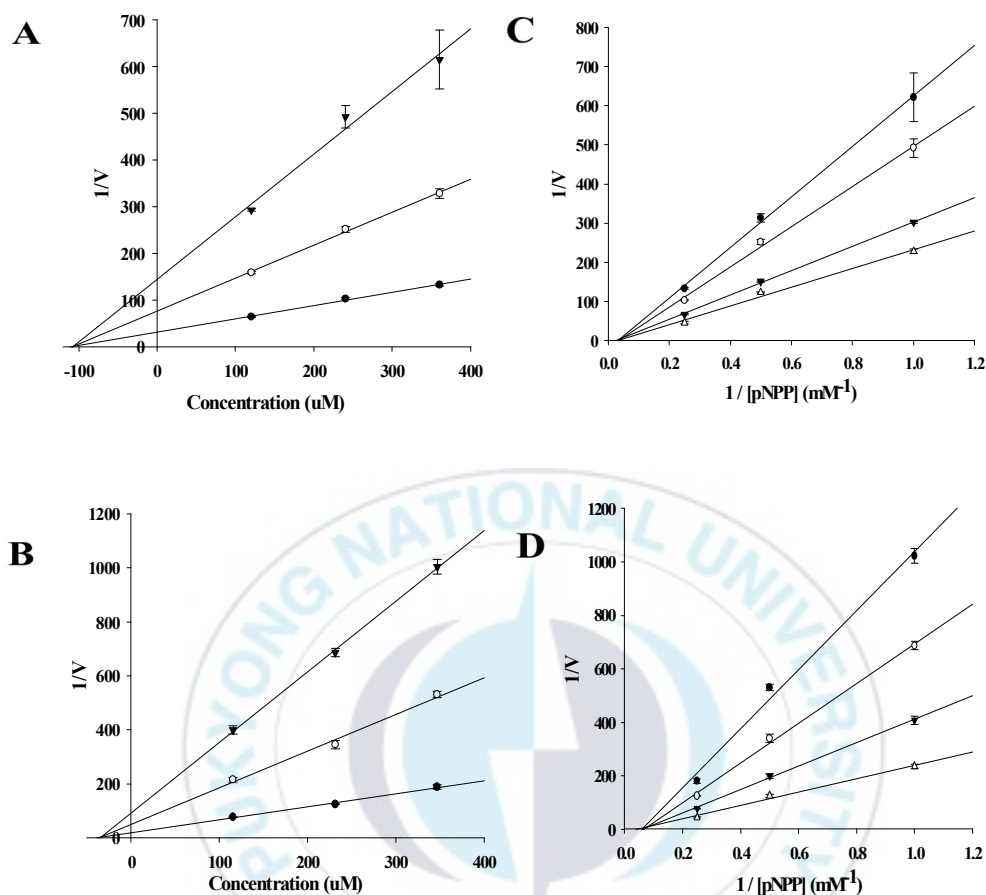 A
700
600
500
400
300
200
100
0
1/V
-100 0 100 200 300 400
Concentration (uM)
C
800
700
600
500
400
300
200
100
0
1/V
0.0 0.2 0.4 0.6 0.8 1.0 1.2
1 / [pNPP] (mM-1)
B
1200
1000
800
600
400
200
0
1/V
0 100 200 300 400
Concentration (uM)
D
1200
1000
800
600
400
200
0
1/V
0.0 0.2 0.4 0.6 0.8 1.0 1.2
1 / [pNPP] (mM-1)
PUKYONG NATIONAL UNIVERSITY